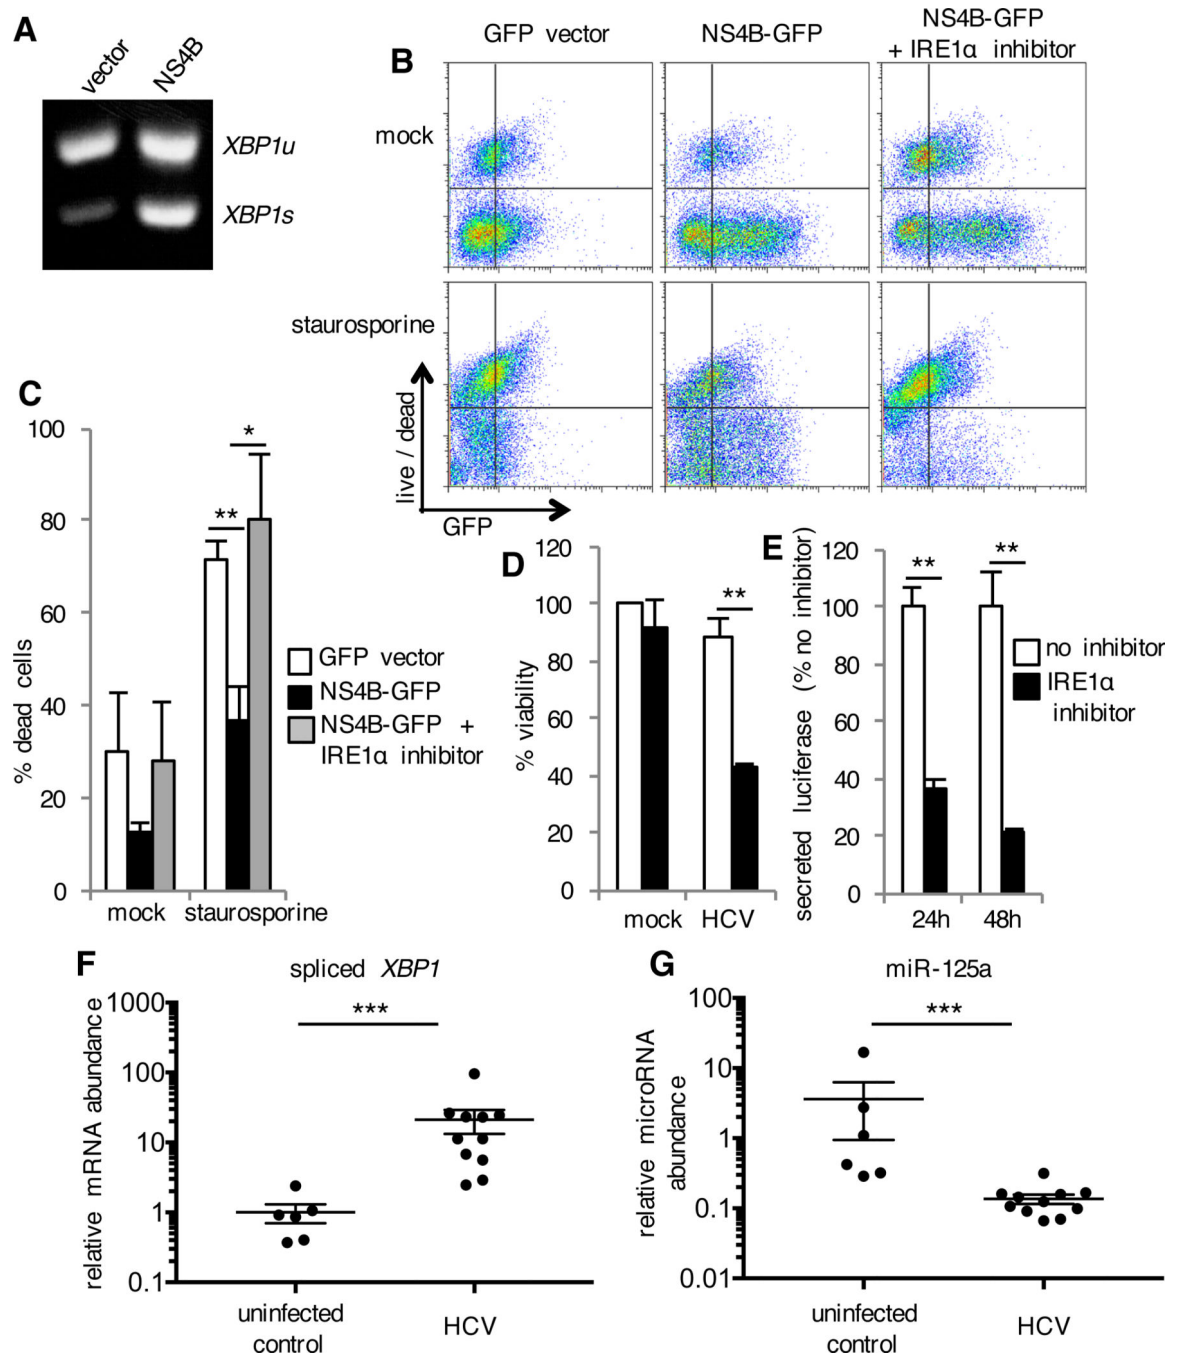 A
vector
NS4B
XBP1u
XBP1s
B
GFP vector
NS4B-GFP
NS4B-GFP
+ IRE1α inhibitor
mock
staurosporine
live / dead
GFP
C
% dead cells
100
80
60
40
20
0
**
*
mock
staurosporine
GFP vector
NS4B-GFP
NS4B-GFP +
IRE1α inhibitor
D
% viability
120
100
80
60
40
20
0
**
mock
HCV
E
secreted luciferase (% no inhibitor)
120
100
80
60
40
20
0
**
**
24h
48h
no inhibitor
IRE1α
inhibitor
F
spliced XBP1
relative mRNA abundance
1000
100
10
1
0.1
***
uninfected
control
HCV
G
miR-125a
relative microRNA
abundance
100
10
1
0.1
0.01
***
uninfected
control
HCV